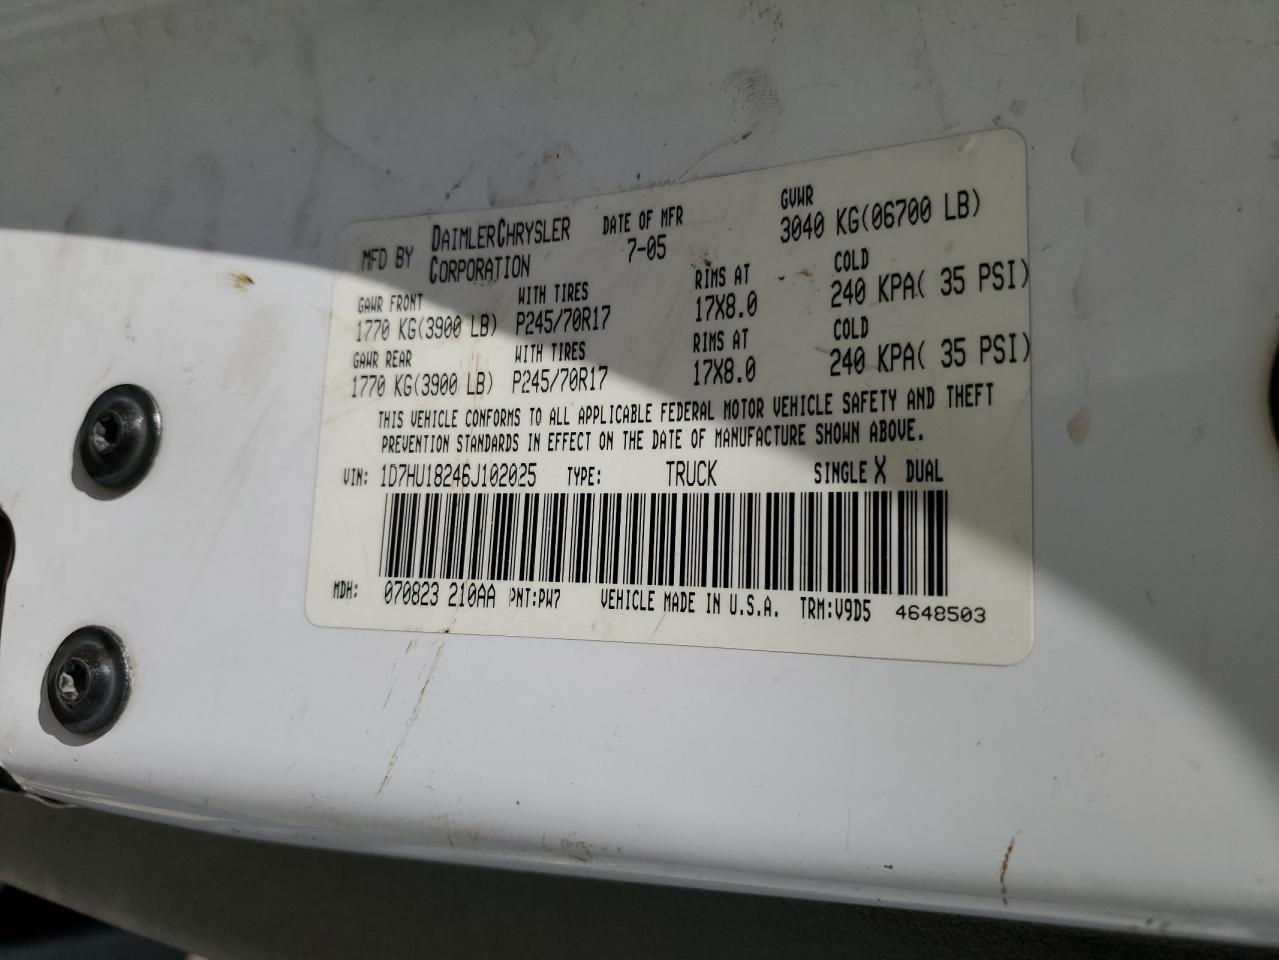 MFD BY DAIMLERCHRYSLER CORPORATION DATE OF MFR 7-05 GVWR 3040 KG(06700 LB)
GAWR FRONT WITH TIRES RIMS AT COLD
1770 KG(3900 LB) P245/70R17 17X8.0 240 KPA( 35 PSI)
GAWR REAR WITH TIRES RIMS AT COLD
1770 KG(3900 LB) P245/70R17 17X8.0 240 KPA( 35 PSI)
THIS VEHICLE CONFORMS TO ALL APPLICABLE FEDERAL MOTOR VEHICLE SAFETY AND THEFT
PREVENTION STANDARDS IN EFFECT ON THE DATE OF MANUFACTURE SHOWN ABOVE.
VIN: 1D7HU18246J102025 TYPE: TRUCK SINGLE X DUAL
MDH: 070823 210AA PNT:PW7 VEHICLE MADE IN U.S.A. TRM:V9D5 4648503